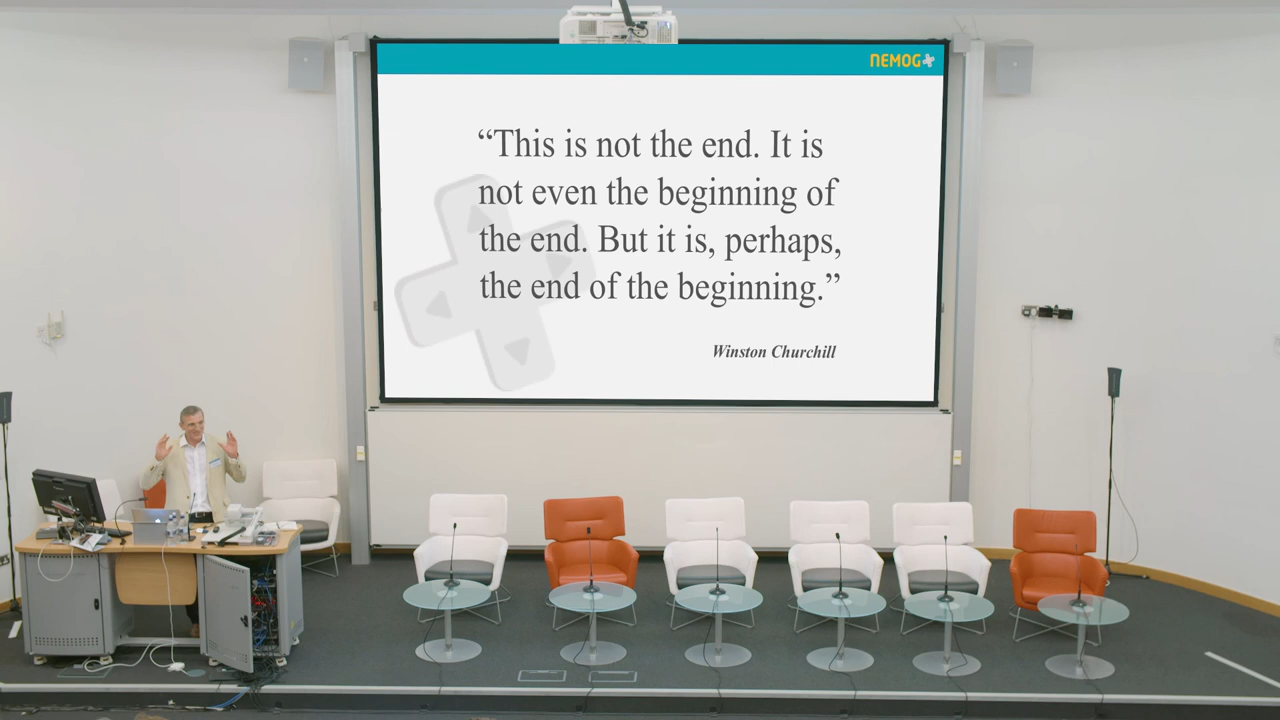 NEMOG
“This is not the end. It is
not even the beginning of
the end. But it is, perhaps,
the end of the beginning.”
Winston Churchill